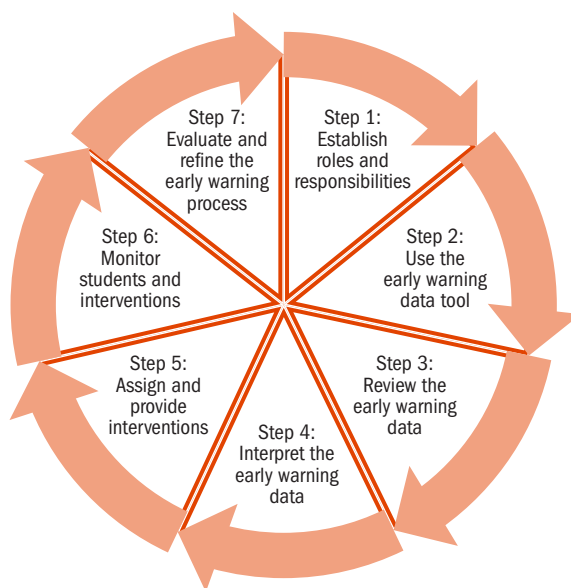 Step 1:
Establish
roles and
responsibilities
Step 2:
Use the
early warning
data tool
Step 3:
Review the
early warning
data
Step 4:
Interpret the
early warning
data
Step 5:
Assign and
provide
interventions
Step 6:
Monitor
students and
interventions
Step 7:
Evaluate and
refine the
early warning
process